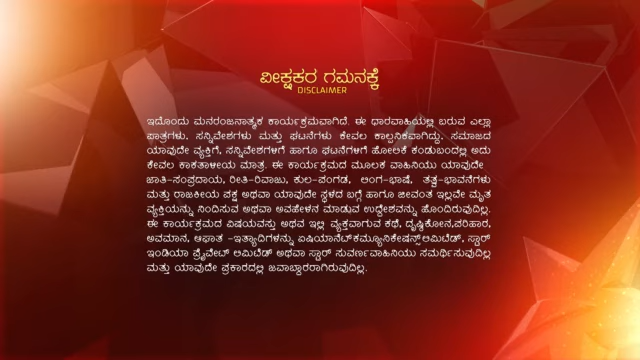 ವೀಕ್ಷಕರ ಗಮನಕ್ಕೆ
DISCLAIMER
ಇದೊಂದು ಮನರಂಜನಾತ್ಮಕ ಕಾರ್ಯಕ್ರಮವಾಗಿದೆ. ಈ ಧಾರವಾಹಿಯಲ್ಲಿ ಬರುವ ಎಲ್ಲಾ
ಪಾತ್ರಗಳು, ಸನ್ನಿವೇಶಗಳು ಮತ್ತು ಘಟನೆಗಳು ಕೇವಲ ಕಾಲ್ಪನಿಕವಾಗಿದ್ದು, ಸಮಾಜದ
ಯಾವುದೇ ವ್ಯಕ್ತಿಗೆ, ಸನ್ನಿವೇಶಗಳಿಗೆ ಹಾಗೂ ಘಟನೆಗಳಿಗೆ ಹೋಲಿಕೆ ಕಂಡುಬಂದಲ್ಲಿ ಅದು
ಕೇವಲ ಕಾಕತಾಳೀಯ ಮಾತ್ರ. ಈ ಕಾರ್ಯಕ್ರಮದ ಮೂಲಕ ವಾಹಿನಿಯು ಯಾವುದೇ
ಜಾತಿ-ಸಂಪ್ರದಾಯ, ರೀತಿ-ರಿವಾಜು, ಕುಲ-ಪಂಗಡ, ಲಿಂಗ-ಭಾಷೆ, ತತ್ವ-ಭಾವನೆಗಳು
ಮತ್ತು ರಾಜಕೀಯ ಪಕ್ಷ ಅಥವಾ ಯಾವುದೇ ಸ್ಥಳದ ಬಗ್ಗೆ ಹಾಗೂ ಜೀವಂತ ಇಲ್ಲವೇ ಮೃತ
ವ್ಯಕ್ತಿಯನ್ನು ನಿಂದಿಸುವ ಅಥವಾ ಅವಹೇಳನ ಮಾಡುವ ಉದ್ದೇಶವನ್ನು ಹೊಂದಿರುವುದಿಲ್ಲ.
ಈ ಕಾರ್ಯಕ್ರಮದ ವಿಷಯವಸ್ತು ಅಥವ ಇಲ್ಲಿ ವ್ಯಕ್ತವಾಗುವ ಕಥೆ, ದೃಷ್ಟಿಕೋನ,ಪರಿಹಾರ,
ಅವಮಾನ, ಆಘಾತ -ಇತ್ಯಾದಿಗಳನ್ನು ಏಷಿಯಾನೆಟ್‌ಕಮ್ಯೂನಿಕೇಷನ್ಸ್ ಲಿಮಿಟೆಡ್, ಸ್ಟಾರ್
ಇಂಡಿಯಾ ಪ್ರೈವೇಟ್ ಲಿಮಿಟೆಡ್ ಅಥವಾ ಸ್ಟಾರ್ ಸುವರ್ಣವಾಹಿನಿಯು ಸಮರ್ಥಿಸುವುದಿಲ್ಲ
ಮತ್ತು ಯಾವುದೇ ಪ್ರಕಾರದಲ್ಲಿ ಜವಾಬ್ದಾರರಾಗಿರುವುದಿಲ್ಲ.